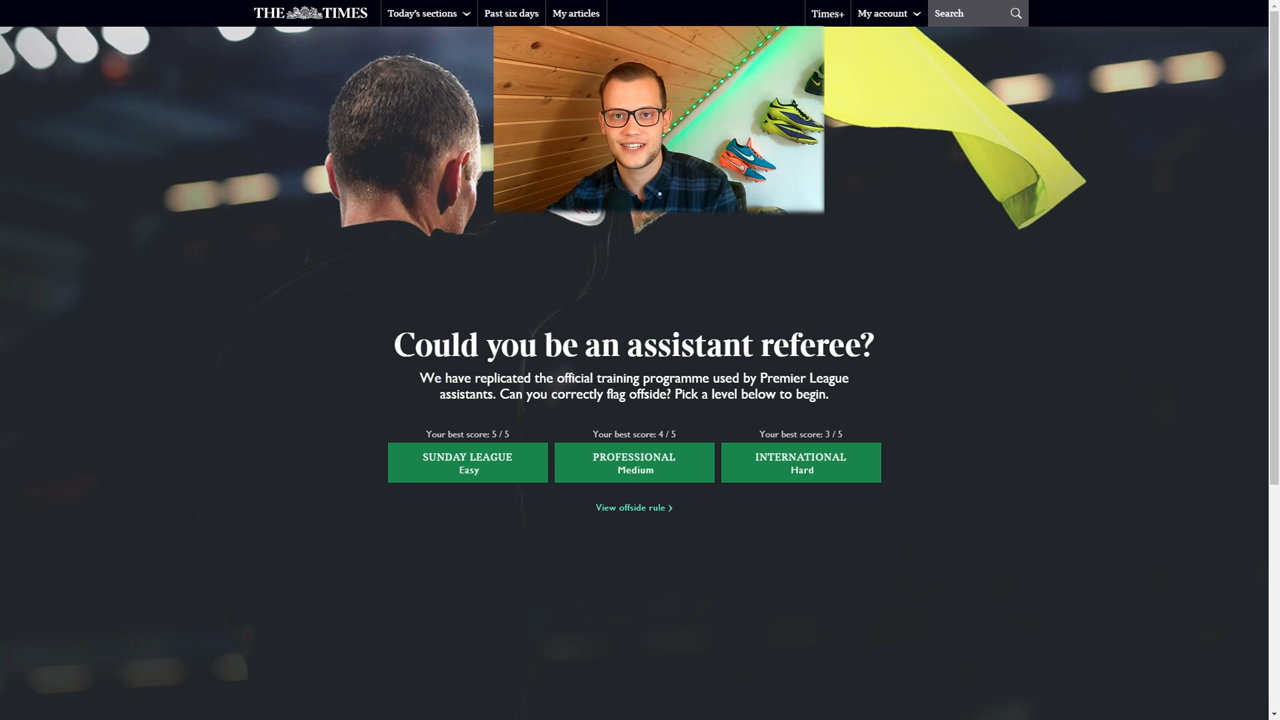 THE TIMES
Today's sections
Past six days
My articles
Times+
My account
Search
Could you be an assistant referee?
We have replicated the official training programme used by Premier League
assistants. Can you correctly flag offside? Pick a level below to begin.
Your best score: 5 / 5
SUNDAY LEAGUE
Easy
Your best score: 4 / 5
PROFESSIONAL
Medium
Your best score: 3 / 5
INTERNATIONAL
Hard
View offside rule ›